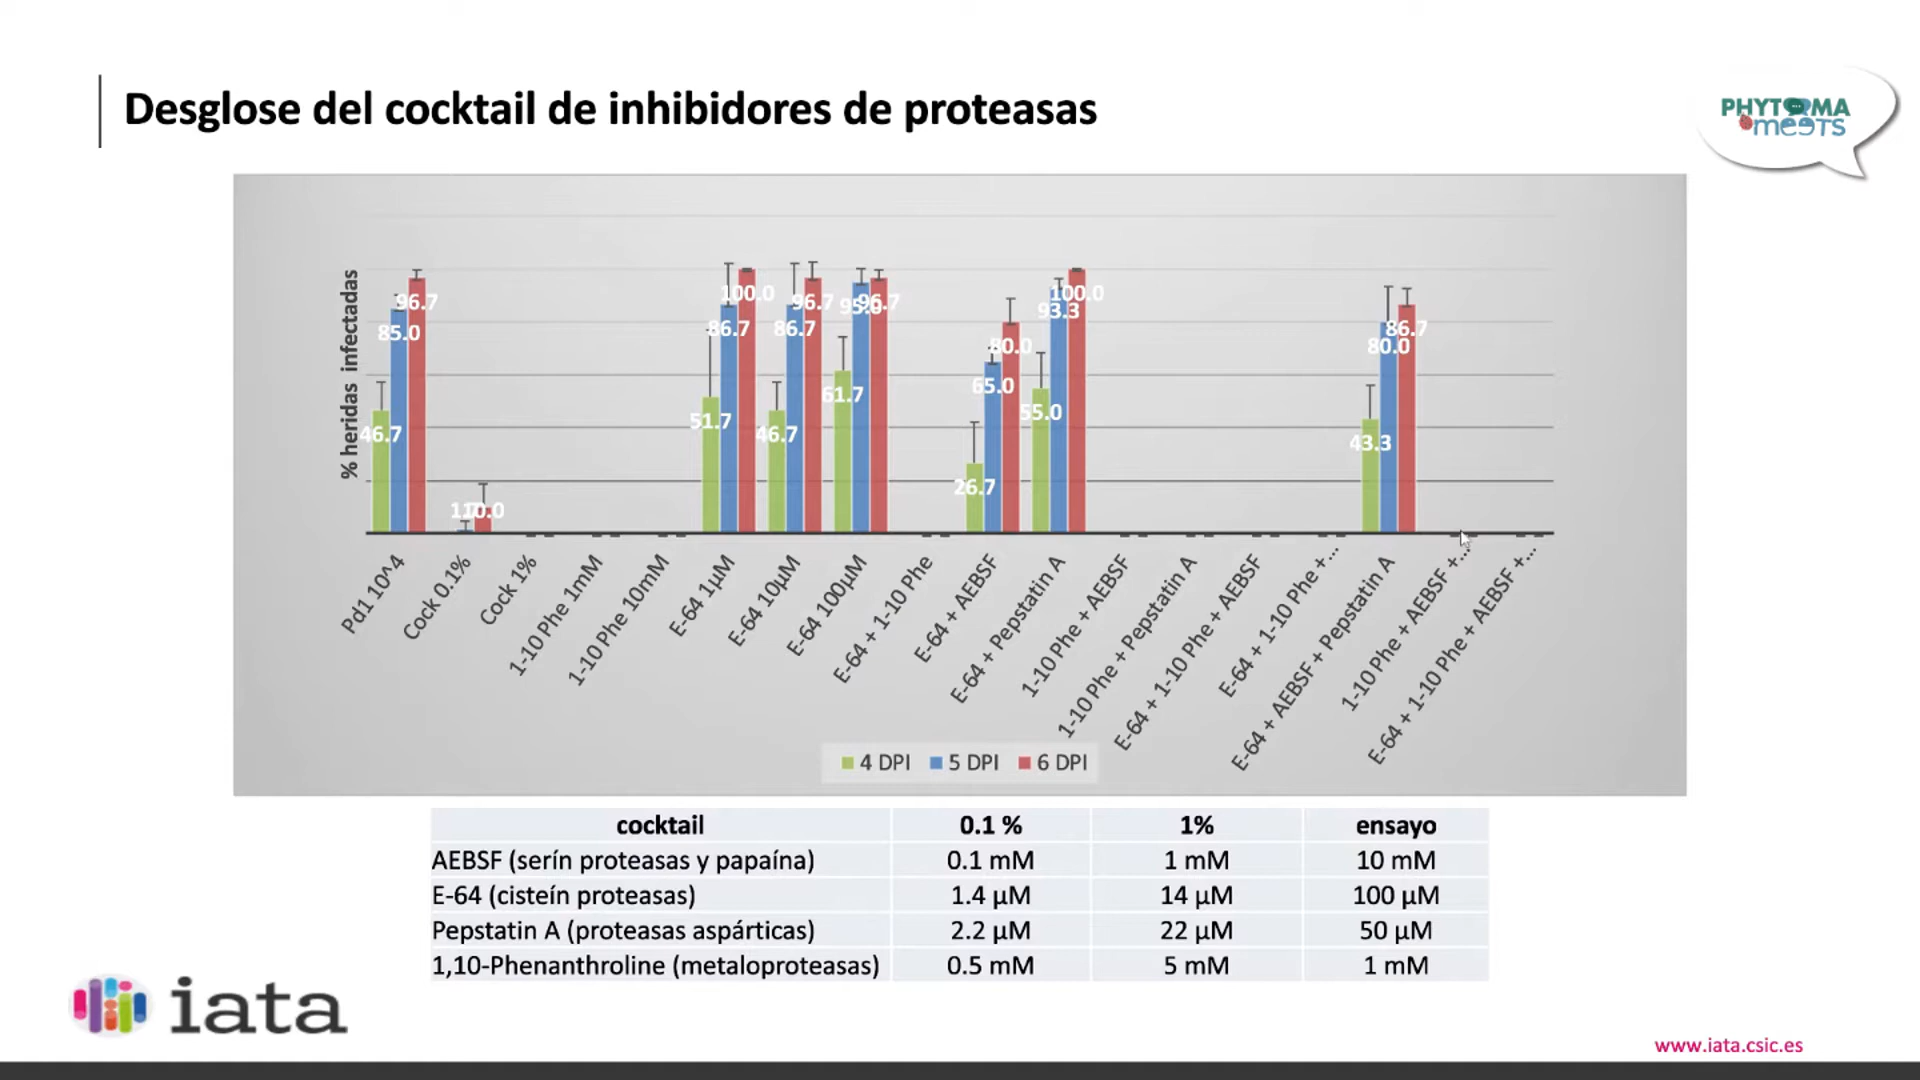 Desglose del cocktail de inhibidores de proteasas
PHYTOMA
meets
% heridas infectadas
46.7
85.0
96.7
10.0
51.7
86.7
100.0
46.7
86.7
96.7
61.7
95.0
96.7
26.7
65.0
80.0
55.0
93.3
100.0
43.3
80.0
86.7
Pd1 10^4
Cock 0.1%
Cock 1%
1-10 Phe 1mM
1-10 Phe 10mM
E-64 1µM
E-64 10µM
E-64 100µM
E-64 + 1-10 Phe
E-64 + AEBSF
E-64 + Pepstatin A
1-10 Phe + AEBSF
1-10 Phe + Pepstatin A
E-64 + 1-10 Phe + AEBSF
E-64 + 1-10 Phe +...
E-64 + AEBSF + Pepstatin A
1-10 Phe + AEBSF +...
E-64 + 1-10 Phe + AEBSF +...
4 DPI 5 DPI 6 DPI
cocktail 0.1 % 1% ensayo
AEBSF (serín proteasas y papaína) 0.1 mM 1 mM 10 mM
E-64 (cisteín proteasas) 1.4 µM 14 µM 100 µM
Pepstatin A (proteasas aspárticas) 2.2 µM 22 µM 50 µM
1,10-Phenanthroline (metaloproteasas) 0.5 mM 5 mM 1 mM
iata
www.iata.csic.es